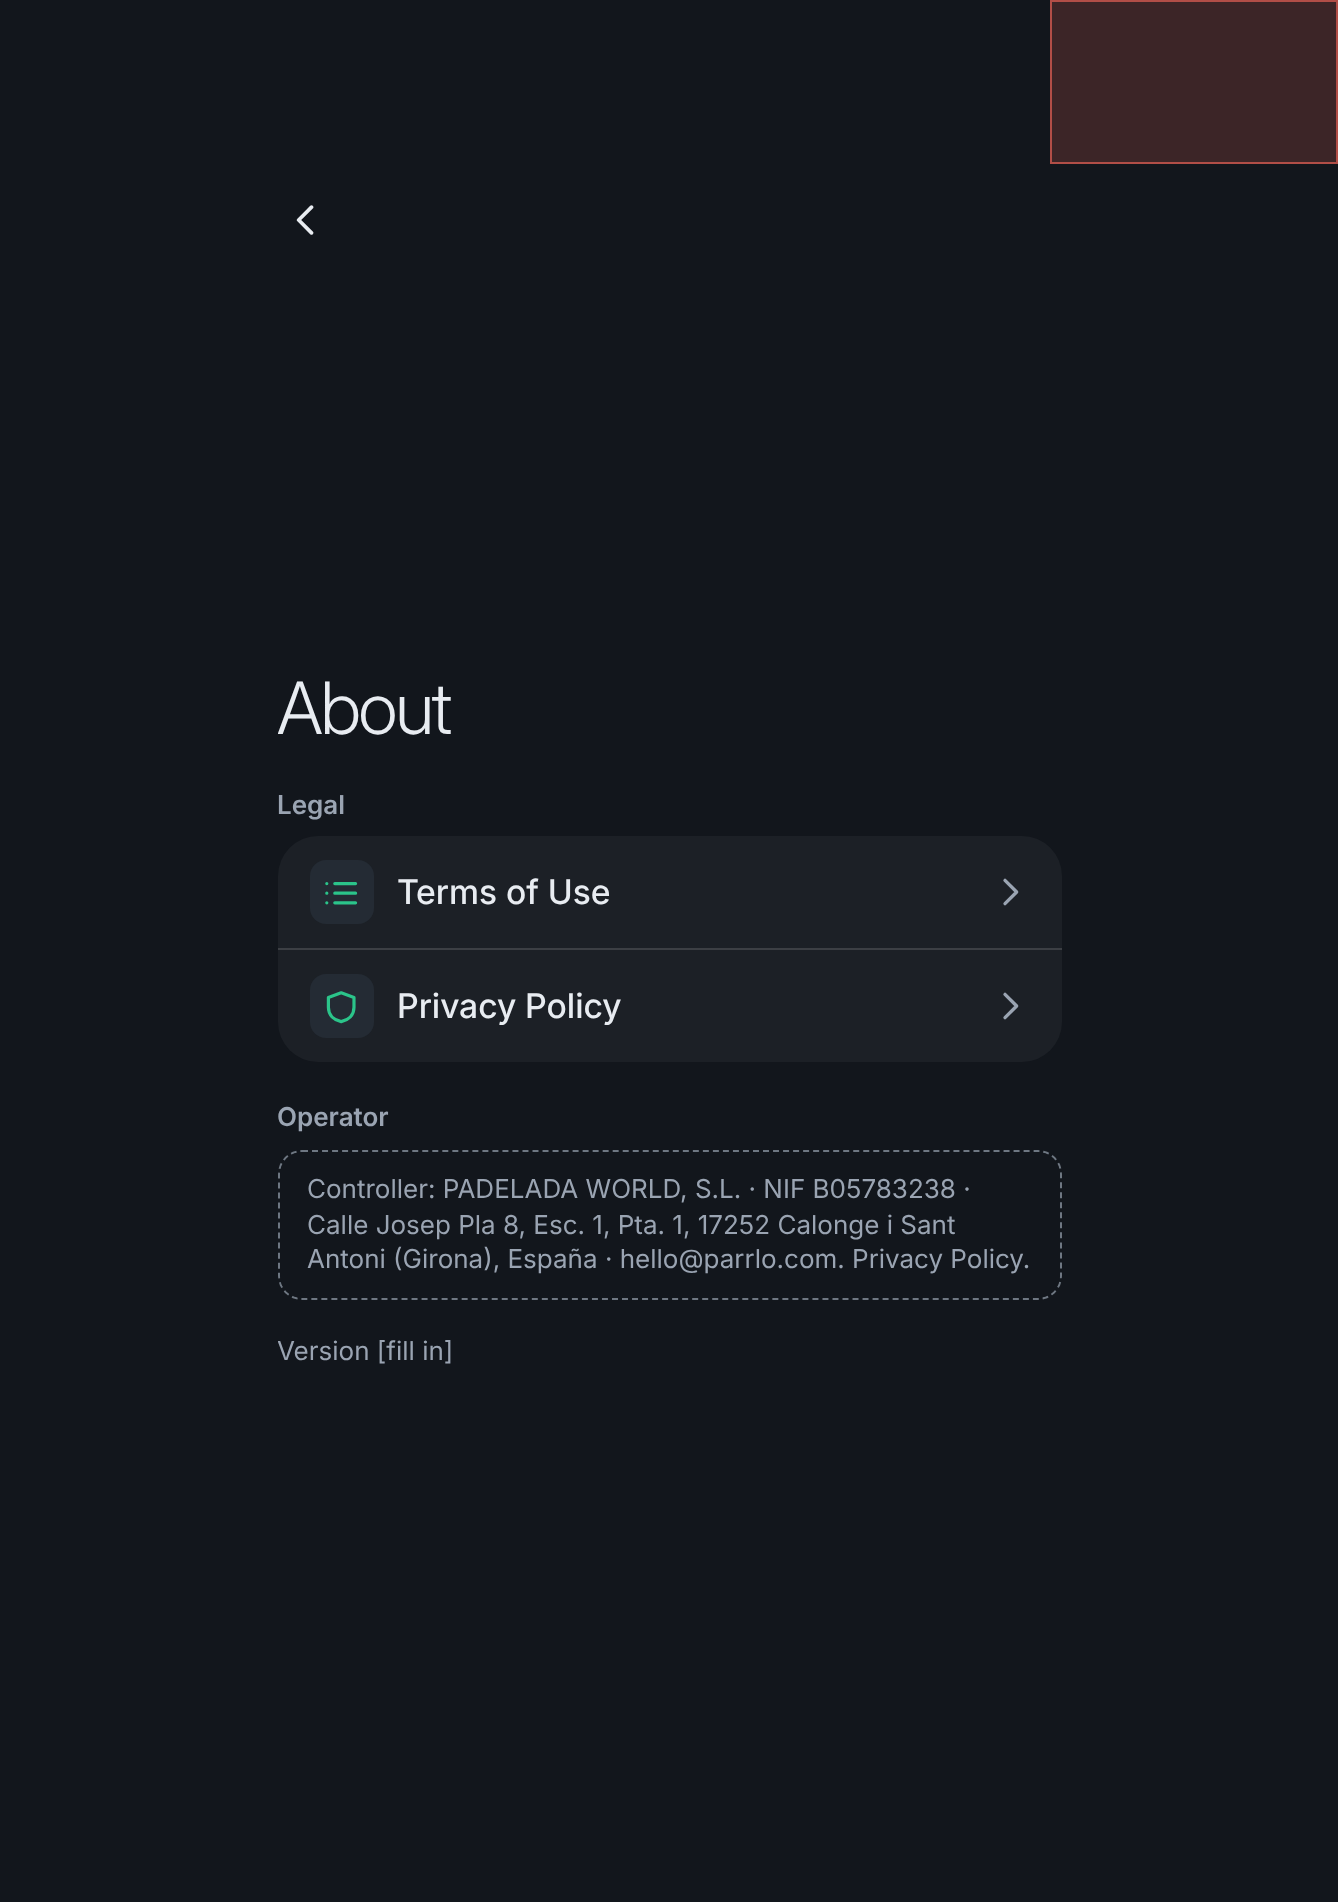 About
Legal
Terms of Use
Privacy Policy
Operator
Controller: PADELADA WORLD, S.L. · NIF B05783238 ·
Calle Josep Pla 8, Esc. 1, Pta. 1, 17252 Calonge i Sant
Antoni (Girona), España · hello@parrlo.com. Privacy Policy.
Version [fill in]